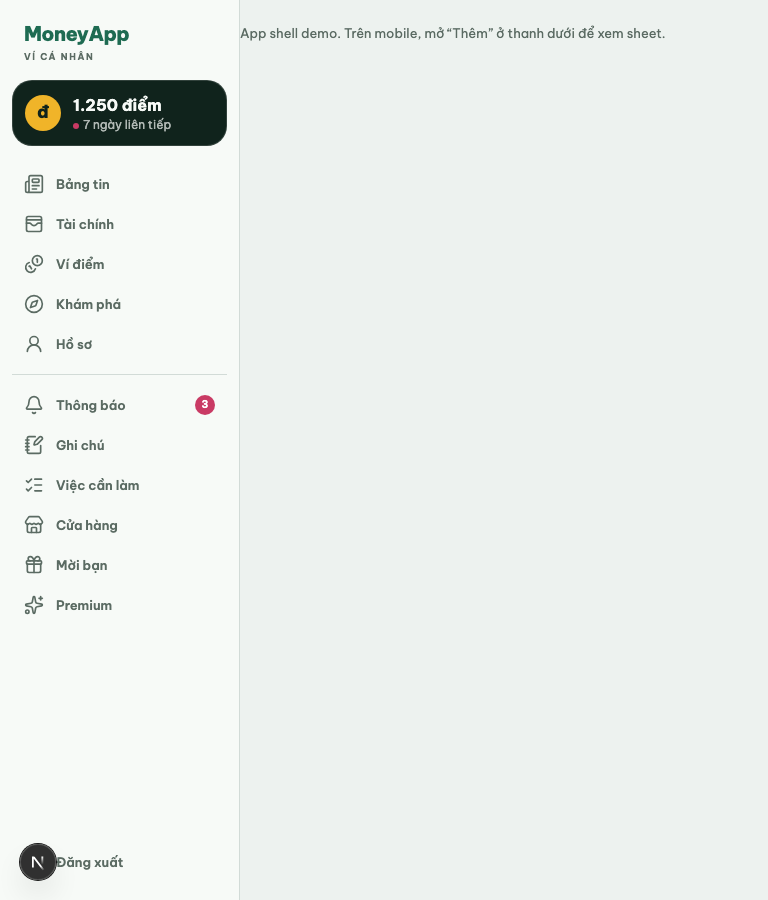 MoneyApp
VÍ CÁ NHÂN
đ
1.250 điểm
7 ngày liên tiếp
App shell demo. Trên mobile, mở “Thêm” ở thanh dưới để xem sheet.
Bảng tin
Tài chính
Ví điểm
Khám phá
Hồ sơ
Thông báo 3
Ghi chú
Việc cần làm
Cửa hàng
Mời bạn
Premium
N Đăng xuất